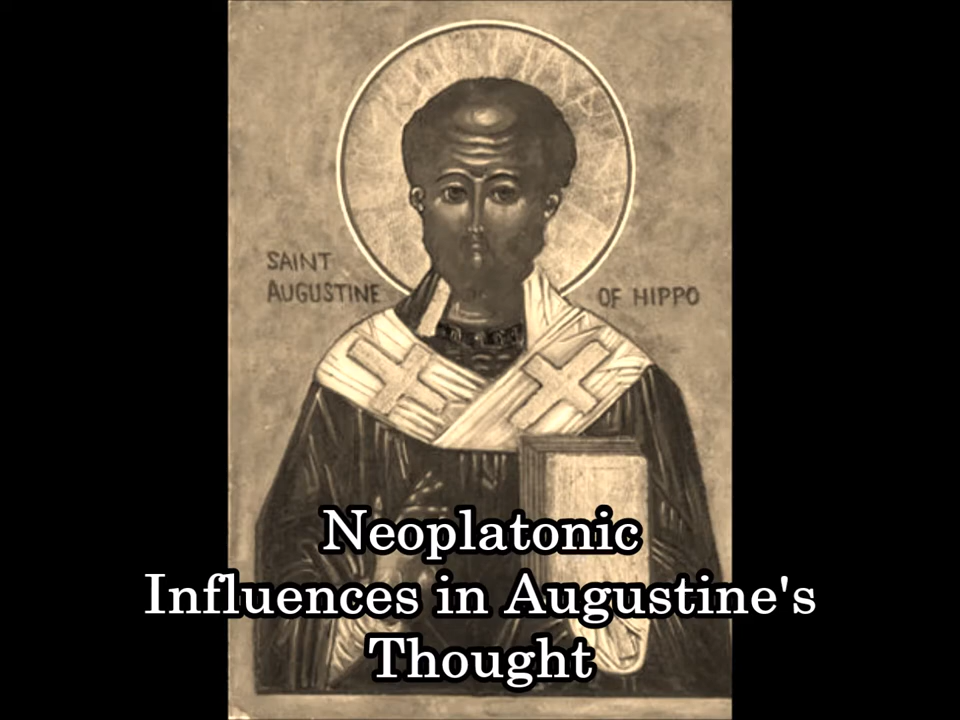 SAINT
AUGUSTINE
OF HIPPO
Neoplatonic
Influences in Augustine's
Thought